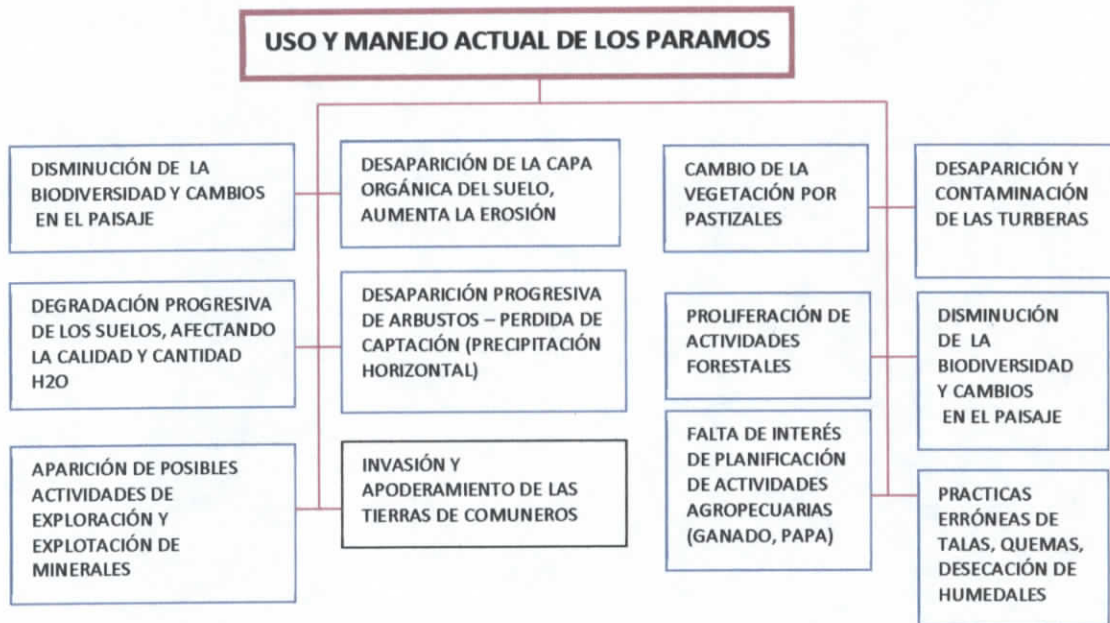 USO Y MANEJO ACTUAL DE LOS PARAMOS
DISMINUCIÓN DE LA
BIODIVERSIDAD Y CAMBIOS
EN EL PAISAJE
DESAPARICIÓN DE LA CAPA
ORGÁNICA DEL SUELO,
AUMENTA LA EROSIÓN
CAMBIO DE LA
VEGETACIÓN POR
PASTIZALES
DESAPARICIÓN Y
CONTAMINACIÓN
DE LAS TURBERAS
DEGRADACIÓN PROGRESIVA
DE LOS SUELOS, AFECTANDO
LA CALIDAD Y CANTIDAD
H2O
DESAPARICIÓN PROGRESIVA
DE ARBUSTOS – PERDIDA DE
CAPTACIÓN (PRECIPITACIÓN
HORIZONTAL)
PROLIFERACIÓN DE
ACTIVIDADES
FORESTALES
DISMINUCIÓN
DE LA
BIODIVERSIDAD
Y CAMBIOS
EN EL PAISAJE
APARICIÓN DE POSIBLES
ACTIVIDADES DE
EXPLORACIÓN Y
EXPLOTACIÓN DE
MINERALES
INVASIÓN Y
APODERAMIENTO DE LAS
TIERRAS DE COMUNEROS
FALTA DE INTERÉS
DE PLANIFICACIÓN
DE ACTIVIDADES
AGROPECUARIAS
(GANADO, PAPA)
PRACTICAS
ERRÓNEAS DE
TALAS, QUEMAS,
DESECACIÓN DE
HUMEDALES